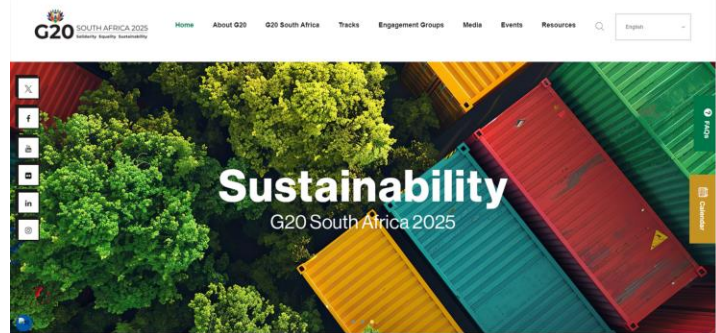 G20 SOUTH AFRICA 2025
Solidarity Equality Sustainability
Home About G20 G20 South Africa Tracks Engagement Groups Media Events Resources English
FAQs
Sustainability
G20 South Africa 2025
Calendar